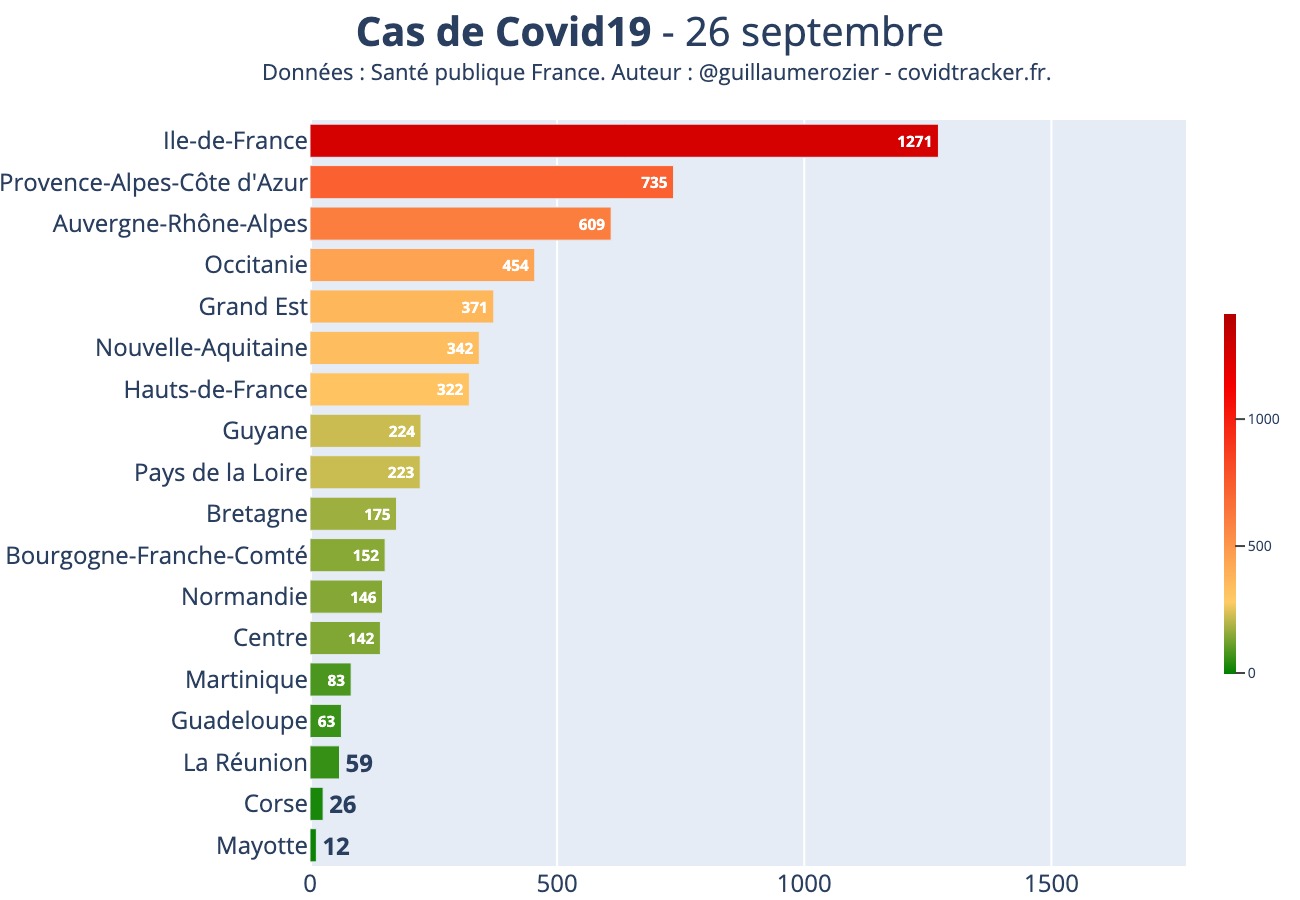 Cas de Covid19 - 26 septembre
Données : Santé publique France. Auteur : @guillaumerozier - covidtracker.fr.
Ile-de-France 1271
Provence-Alpes-Côte d'Azur 735
Auvergne-Rhône-Alpes 609
Occitanie 454
Grand Est 371
Nouvelle-Aquitaine 342
Hauts-de-France 322
Guyane 224
Pays de la Loire 223
Bretagne 175
Bourgogne-Franche-Comté 152
Normandie 146
Centre 142
Martinique 83
Guadeloupe 63
La Réunion 59
Corse 26
Mayotte 12
0 500 1000 1500
1000
500
0